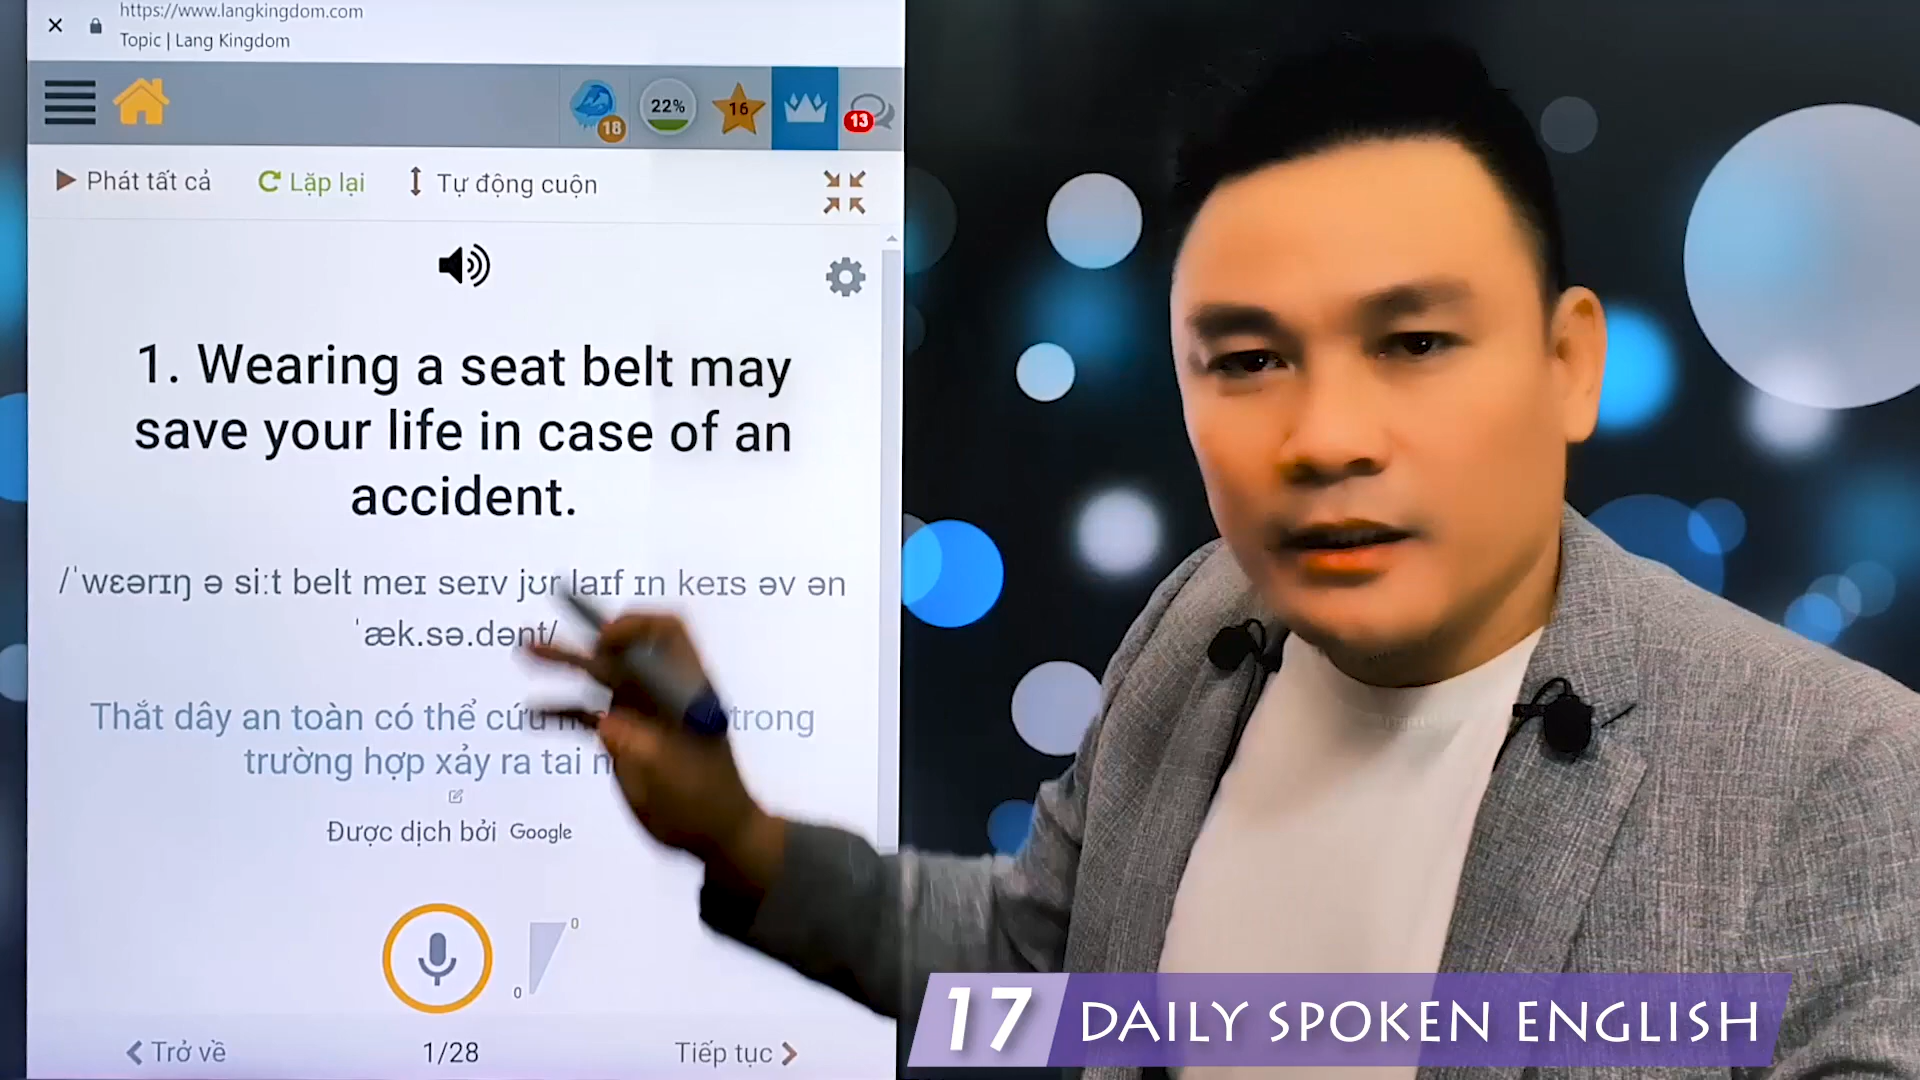 https://www.langkingdom.com
Topic | Lang Kingdom
18
22%
16
13
Phát tất cả
Lặp lại
Tự động cuộn
1. Wearing a seat belt may
save your life in case of an
accident.
/ˈwɛərɪŋ ə siːt belt meɪ seɪv jʊr laɪf ɪn keɪs əv ən
ˈæk.sə.dənt/
Thắt dây an toàn có thể cứu trong
trường hợp xảy ra tai
Được dịch bởi Google
0
0
Trở về
1/28
Tiếp tục
17 DAILY SPOKEN ENGLISH